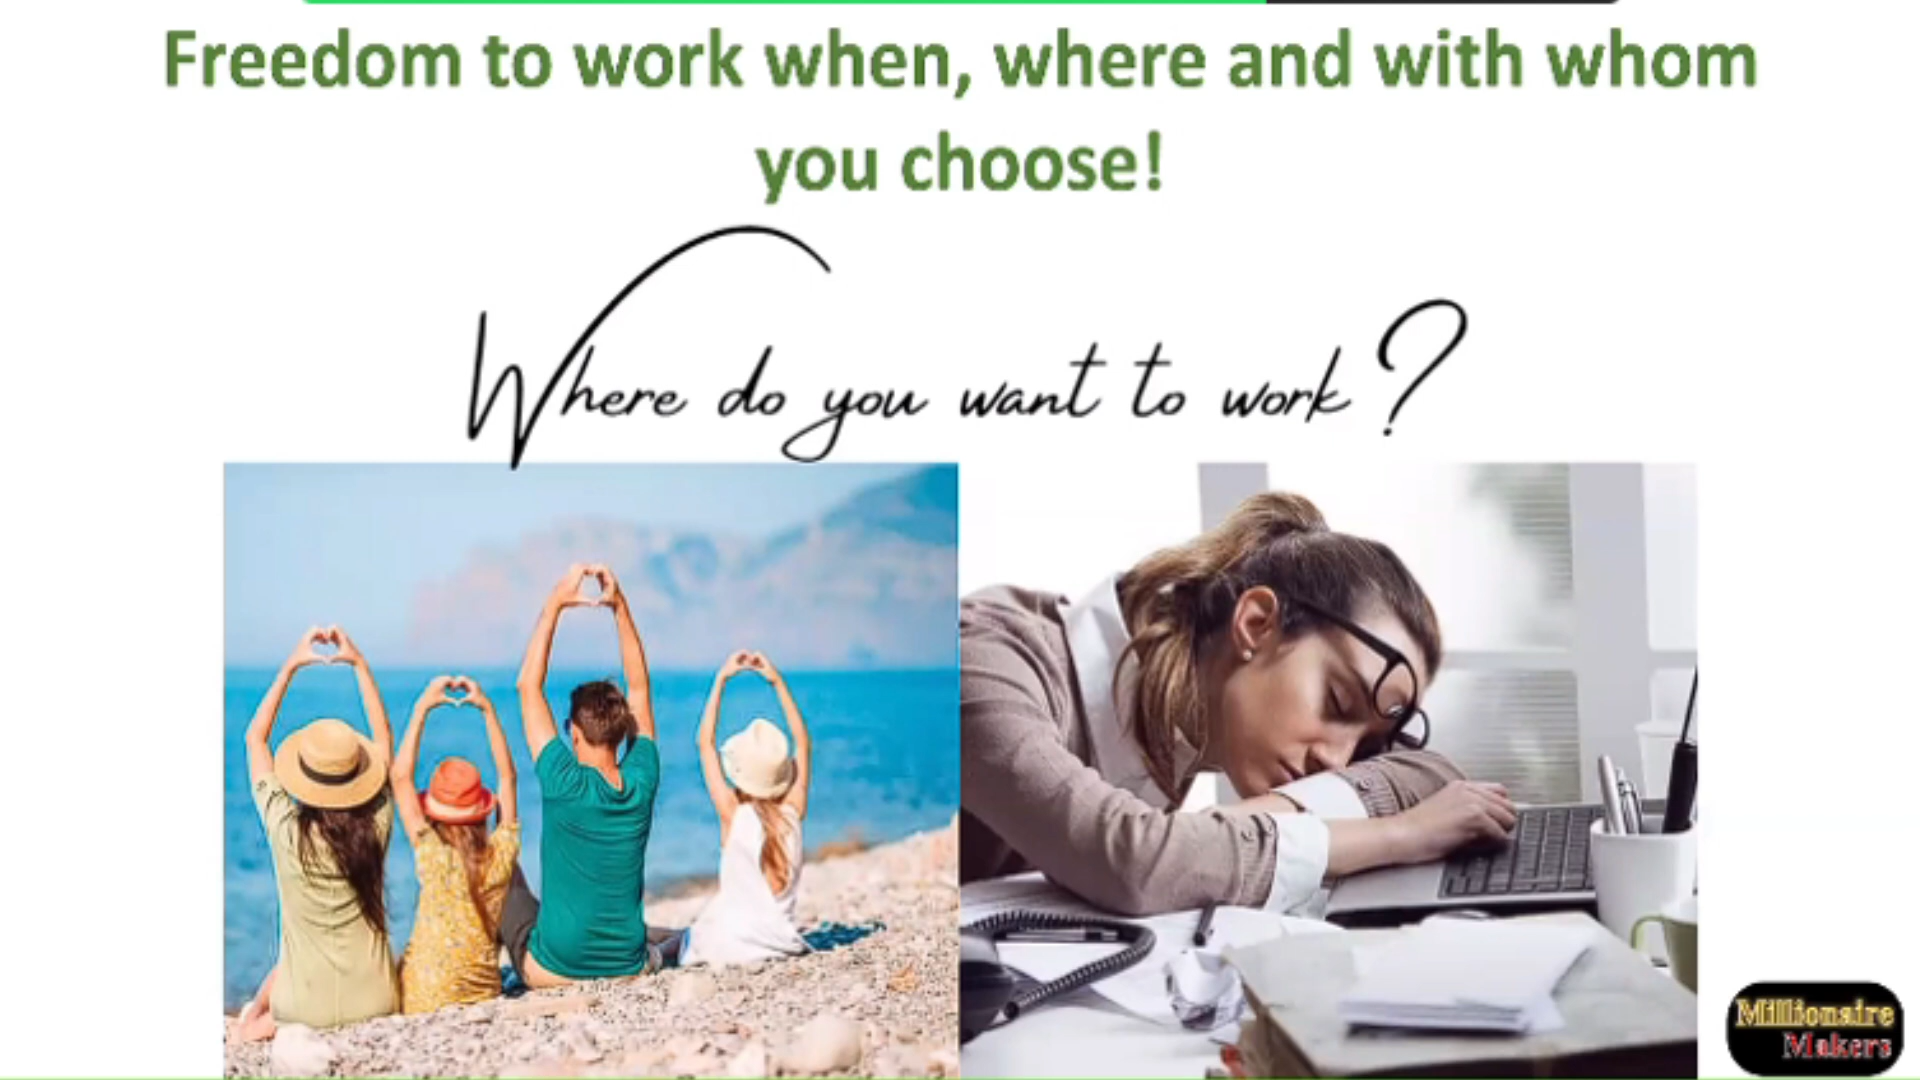 Freedom to work when, where and with whom
you choose!
Where do you want to work?
Millionaire
Makers